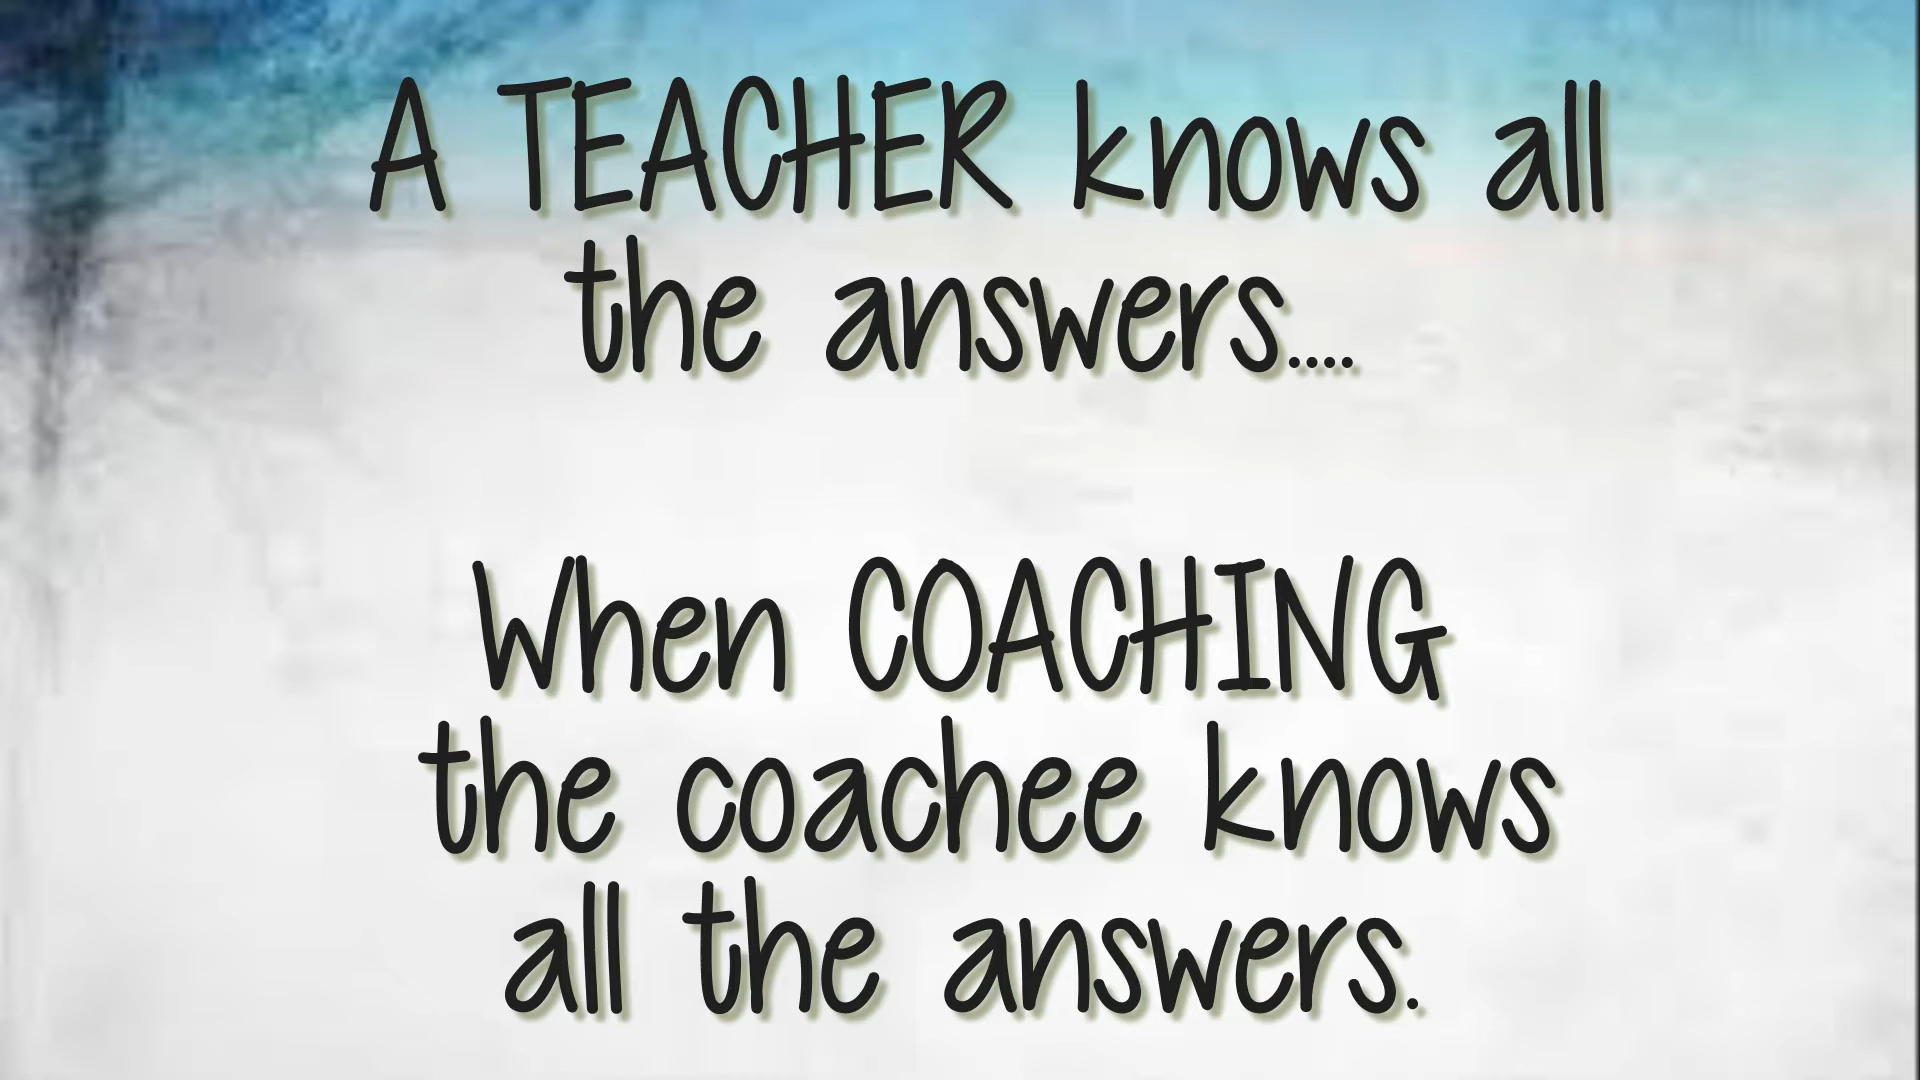 A TEACHER knows all
the answers....
When COACHING
the coachee knows
all the answers.